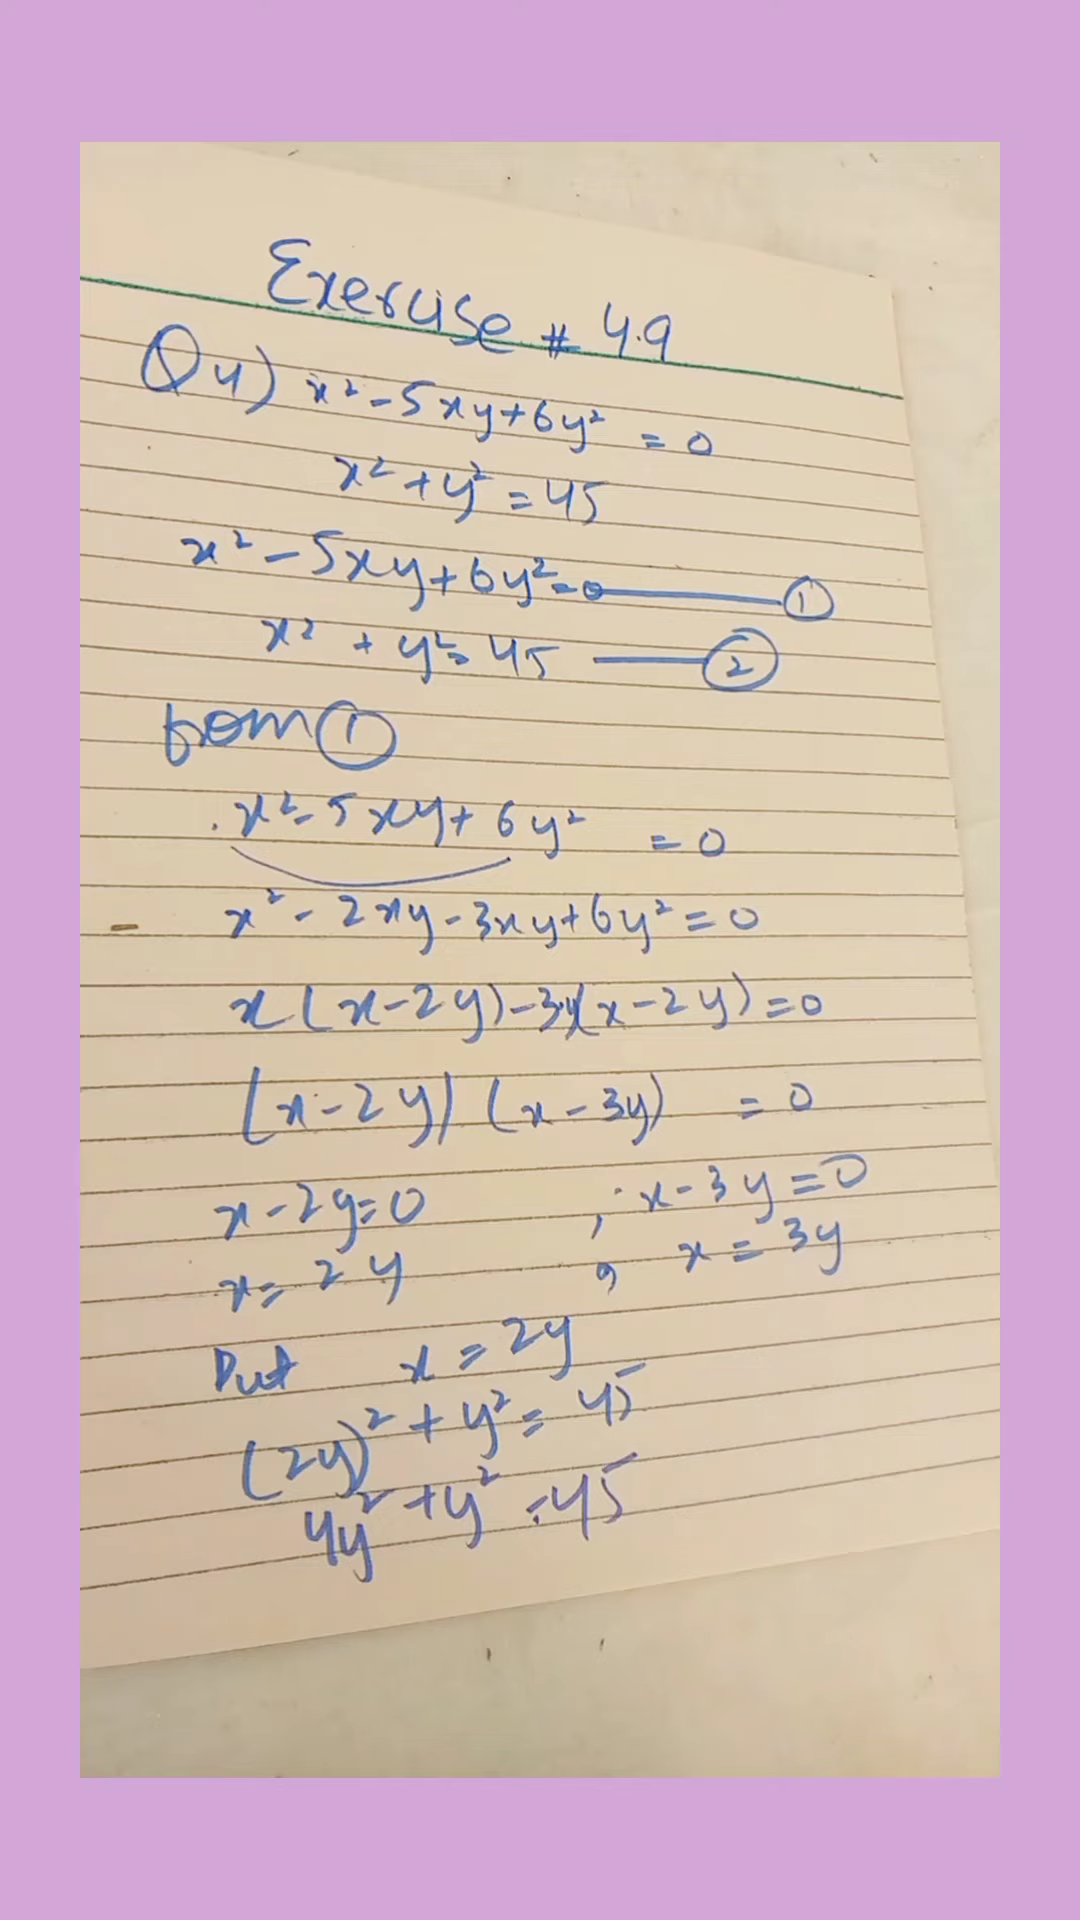 Exercise # 4.9
Q4) x² - 5xy + 6y² = 0
x² + y² = 45
x² - 5xy + 6y² = 0 ——— ①
x² + y² = 45 ——— ②
from ①
x² - 5xy + 6y² = 0
x² - 2xy - 3xy + 6y² = 0
x(x - 2y) - 3y(x - 2y) = 0
(x - 2y) (x - 3y) = 0
x - 2y = 0 ; x - 3y = 0
x = 2y , x = 3y
Put x = 2y
(2y)² + y² = 45
4y² + y² = 45